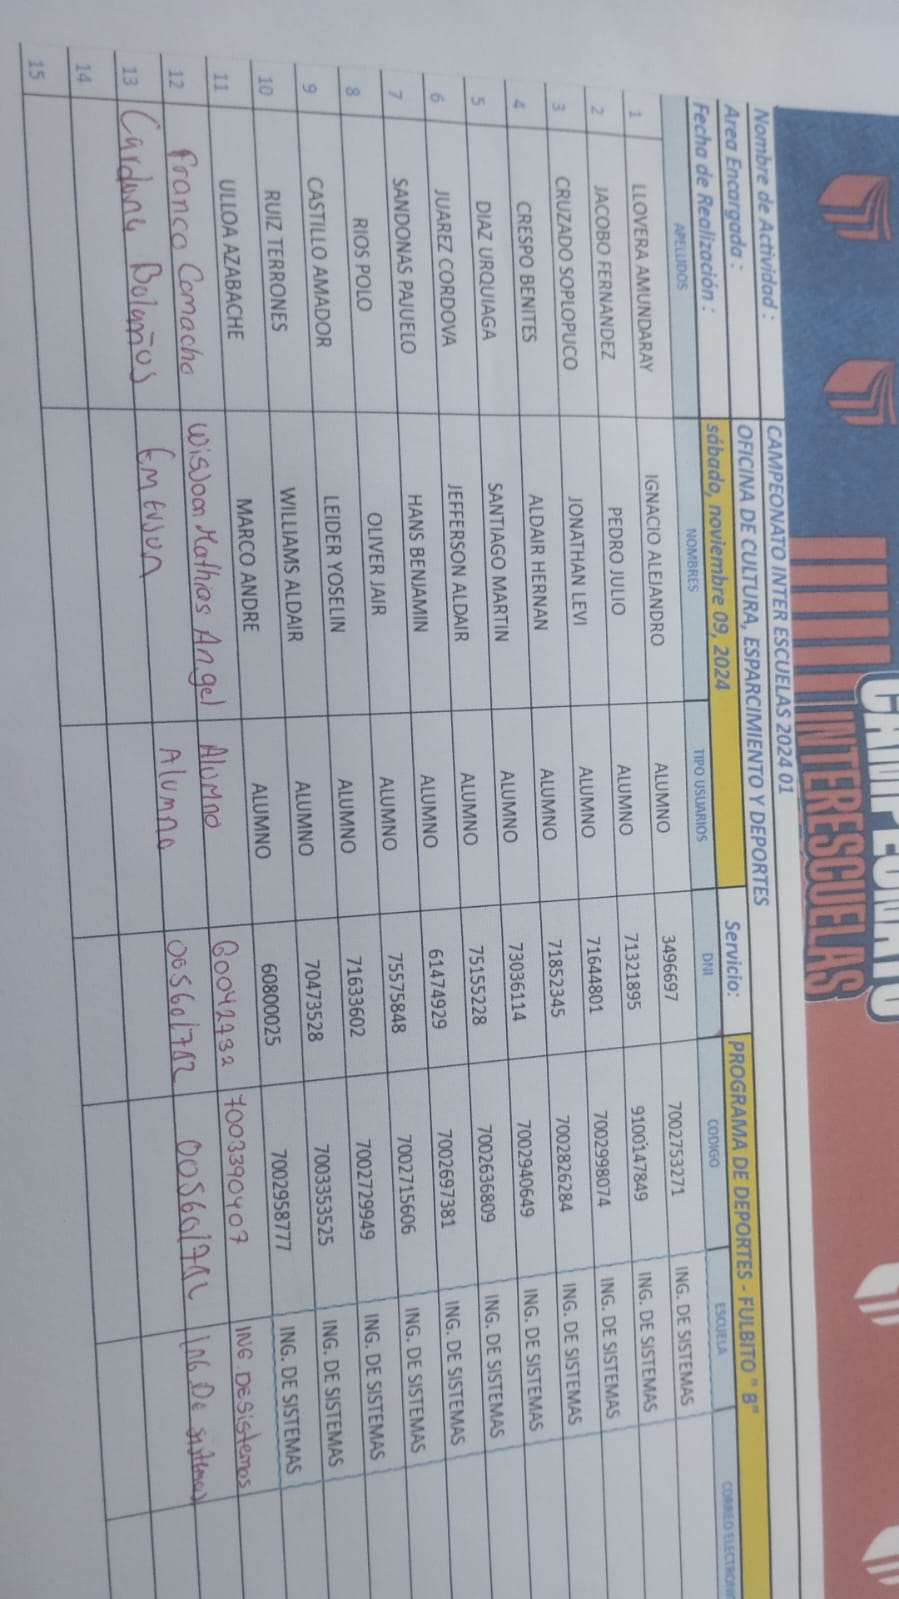 CAMPEONATO
INTERESCUELAS
Nombre de Actividad : CAMPEONATO INTER ESCUELAS 2024 01
Area Encargada : OFICINA DE CULTURA, ESPARCIMIENTO Y DEPORTES
Fecha de Realización : sábado, noviembre 09, 2024 Servicio: PROGRAMA DE DEPORTES - FULBITO " B"
APELLIDOS NOMBRES TIPO USUARIOS DNI CODIGO ESCUELA CORREO
1 LLOVERA AMUNDARAY IGNACIO ALEJANDRO ALUMNO 3496697 7002753271 ING. DE SISTEMAS
2 JACOBO FERNANDEZ PEDRO JULIO ALUMNO 71321895 9100147849 ING. DE SISTEMAS
3 CRUZADO SOPLOPUCO JONATHAN LEVI ALUMNO 71644801 7002998074 ING. DE SISTEMAS
4 CRESPO BENITES ALDAIR HERNAN ALUMNO 71852345 7002826284 ING. DE SISTEMAS
5 DIAZ URQUIAGA SANTIAGO MARTIN ALUMNO 73036114 7002940649 ING. DE SISTEMAS
6 JUAREZ CORDOVA JEFFERSON ALDAIR ALUMNO 75155228 7002636809 ING. DE SISTEMAS
7 SANDONAS PAJUELO HANS BENJAMIN ALUMNO 61474929 7002697381 ING. DE SISTEMAS
8 RIOS POLO OLIVER JAIR ALUMNO 75575848 7002715606 ING. DE SISTEMAS
9 CASTILLO AMADOR LEIDER YOSELIN ALUMNO 71633602 7002729949 ING. DE SISTEMAS
10 RUIZ TERRONES WILLIAMS ALDAIR ALUMNO 70473528 7003353525 ING. DE SISTEMAS
11 ULLOA AZABACHE MARCO ANDRE ALUMNO 60800025 7002958777 ING. DE SISTEMAS
12 Franco Camacho Mathias Angel Alumno 60042732 7003390407 ING. DE Sistemas
13 Cardona Bolaños Emerson Alumno Ing. De sistemas
14
15